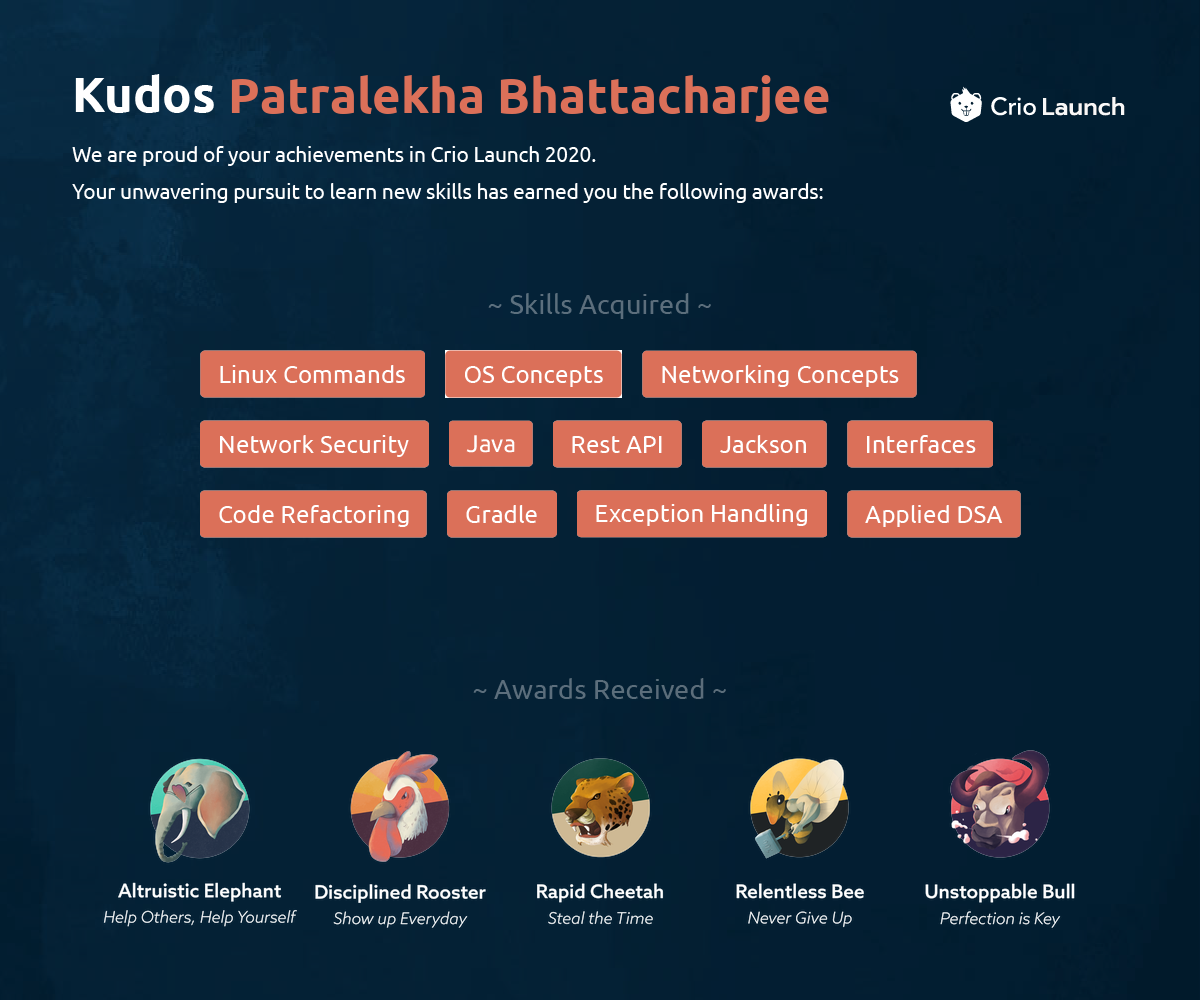 Kudos Patralekha Bhattacharjee
Crio Launch
We are proud of your achievements in Crio Launch 2020.
Your unwavering pursuit to learn new skills has earned you the following awards:
~ Skills Acquired ~
Linux Commands OS Concepts Networking Concepts
Network Security Java Rest API Jackson Interfaces
Code Refactoring Gradle Exception Handling Applied DSA
~ Awards Received ~
Altruistic Elephant Disciplined Rooster Rapid Cheetah Relentless Bee Unstoppable Bull
Help Others, Help Yourself Show up Everyday Steal the Time Never Give Up Perfection is Key